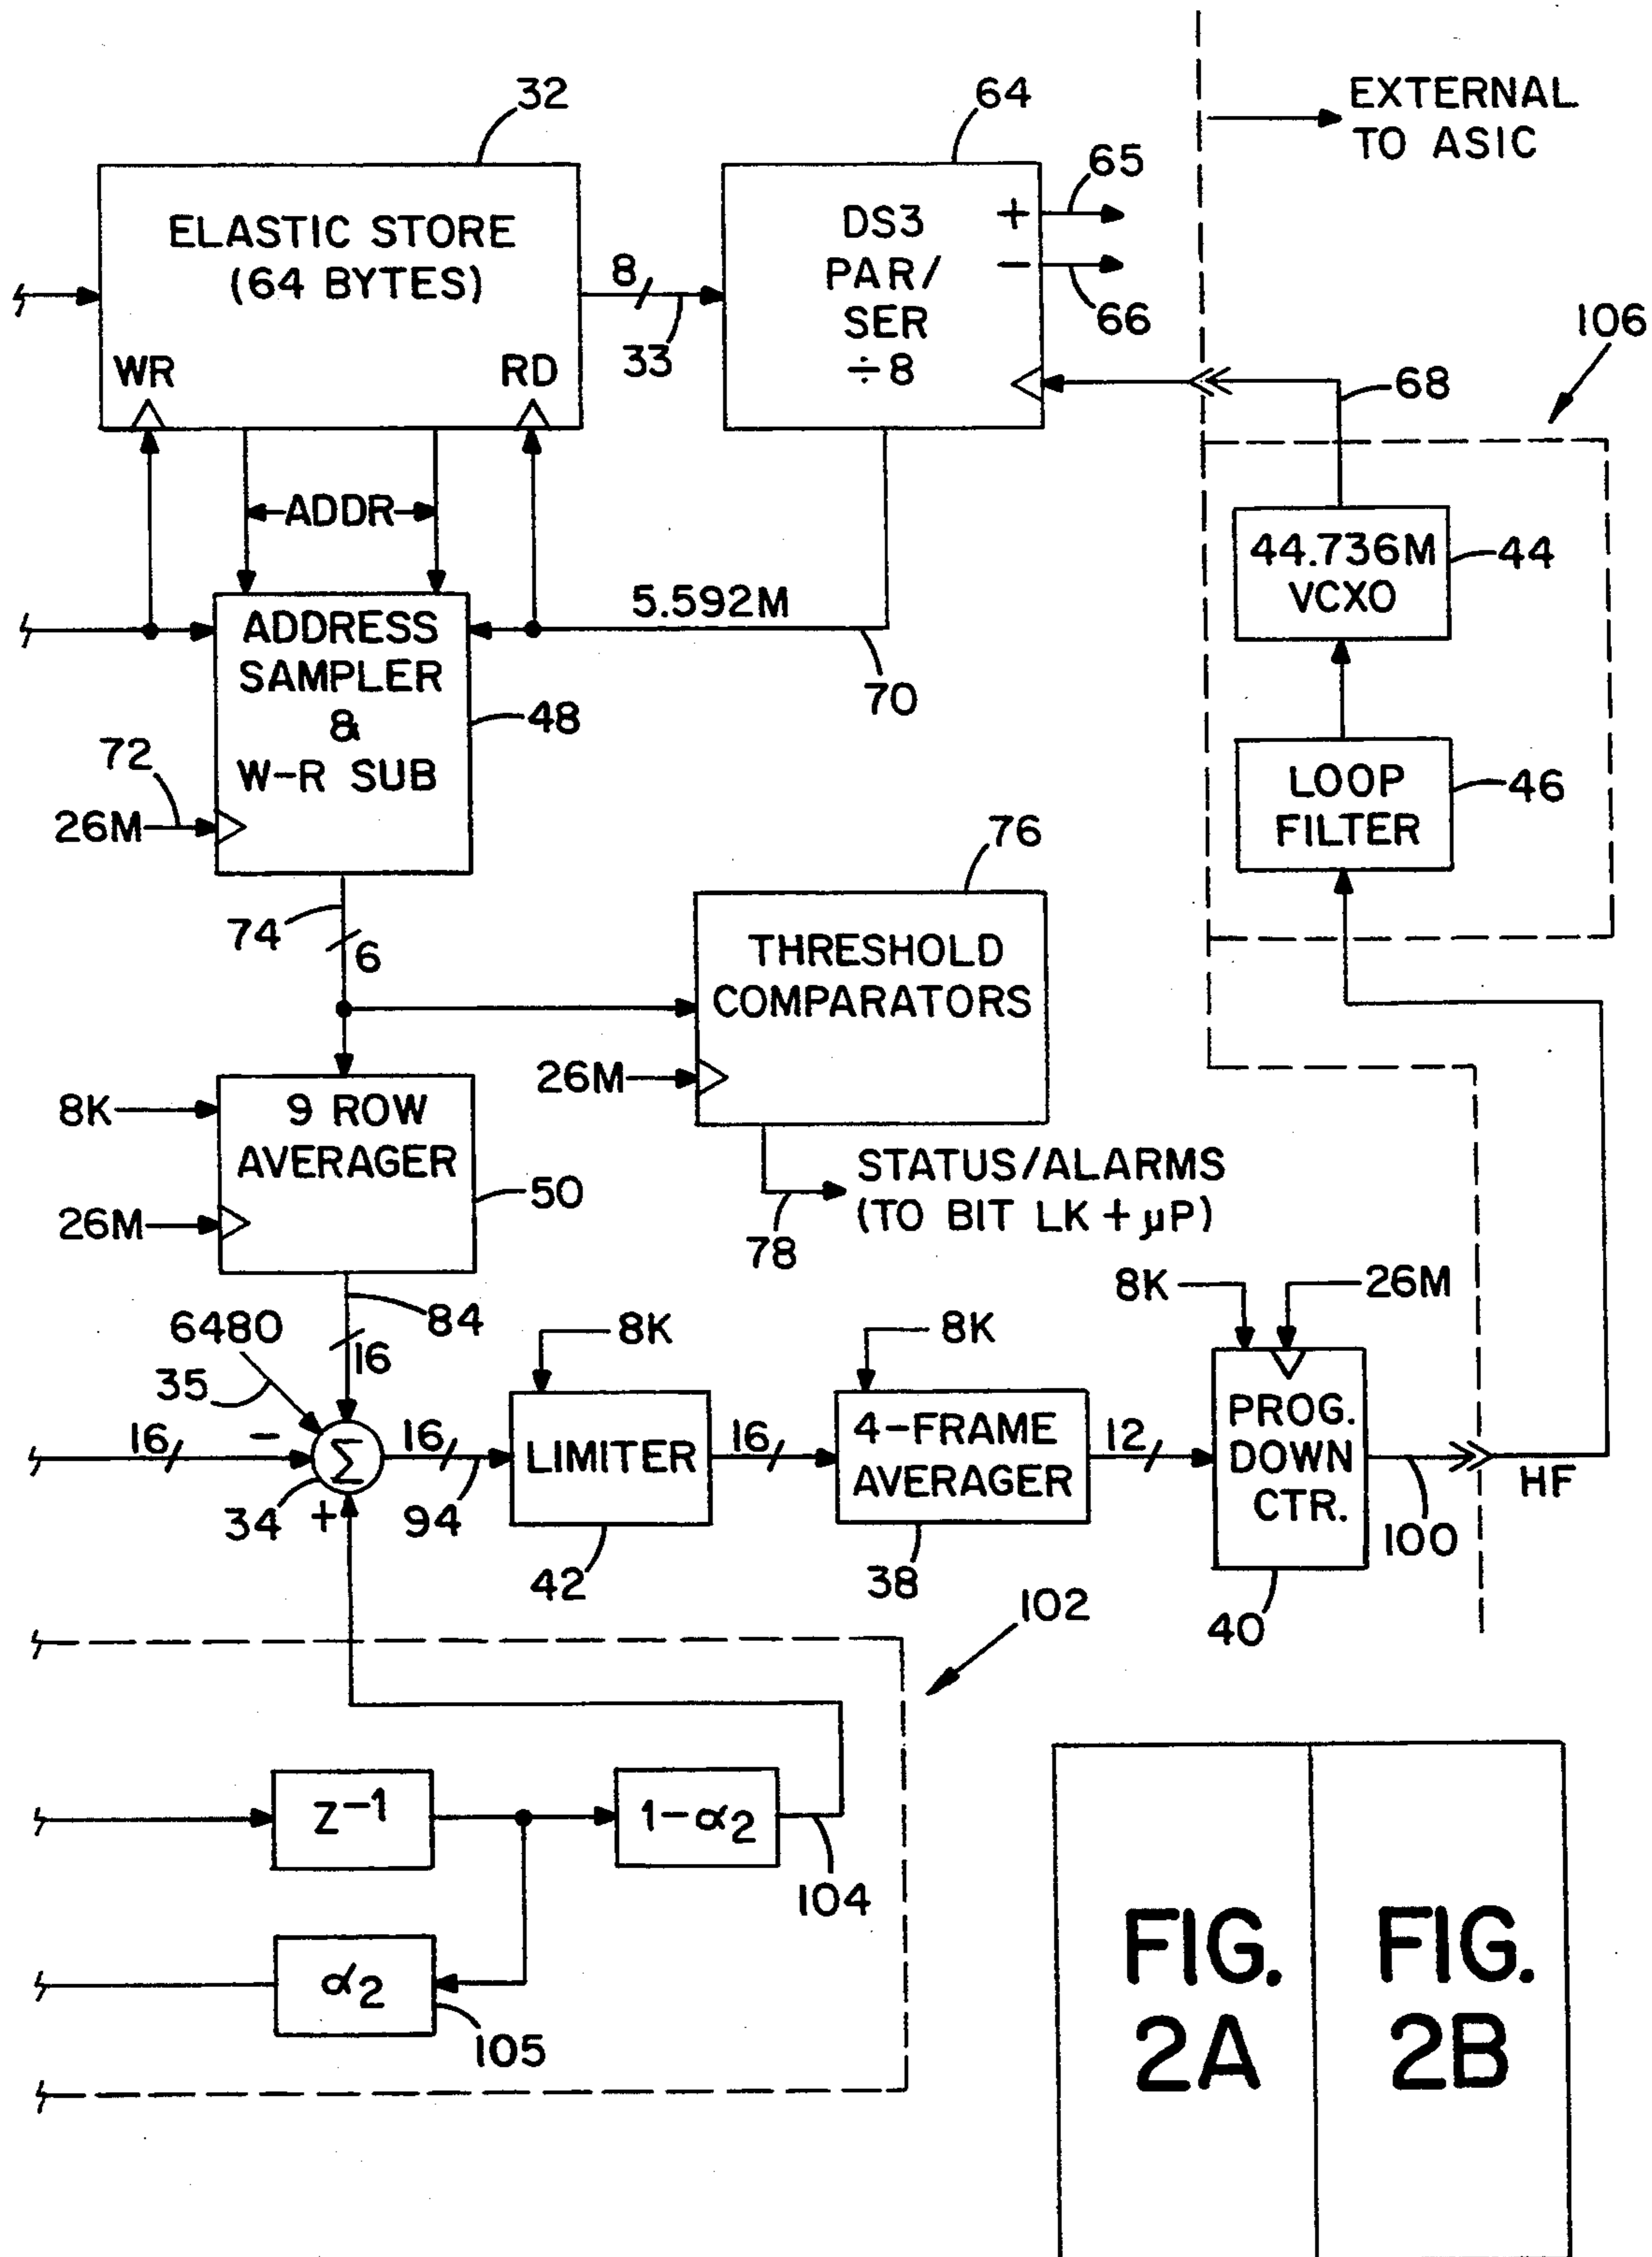 32
64
EXTERNAL
TO ASIC
65
ELASTIC STORE
(64 BYTES)
DS3
PAR/
SER
÷8
+
−
66
8
33
106
WR
RD
68
ADDR
44.736M
VCXO
44
5.592M
ADDRESS
SAMPLER
&
W-R SUB
70
48
72
26M
LOOP
FILTER
46
76
74
6
THRESHOLD
COMPARATORS
26M
8K
9 ROW
AVERAGER
50
26M
STATUS/ALARMS
(TO BIT LK + µP)
78
8K
26M
6480
84
16
8K
8K
35
16
−
Σ
16
LIMITER
16
4-FRAME
AVERAGER
12
PROG.
DOWN
CTR.
HF
34
+
94
100
42
38
40
102
Z⁻¹
1-α₂
104
α₂
105
FIG.
2A
FIG.
2B